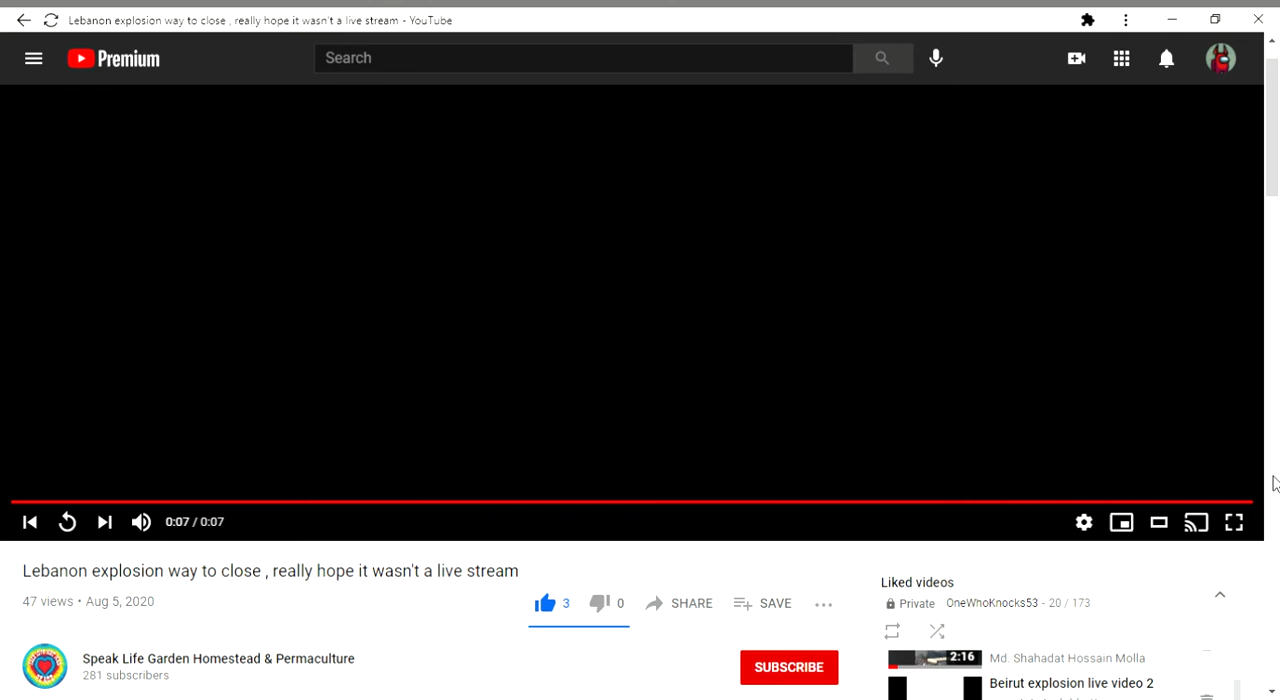 Lebanon explosion way to close , really hope it wasn't a live stream - YouTube
Premium
Search
0:07 / 0:07
Lebanon explosion way to close , really hope it wasn't a live stream
47 views • Aug 5, 2020
3
0
SHARE
SAVE
Speak Life Garden Homestead & Permaculture
281 subscribers
SUBSCRIBE
Liked videos
Private OneWhoKnocks53 - 20 / 173
2:16
Md. Shahadat Hossain Molla
Beirut explosion live video 2